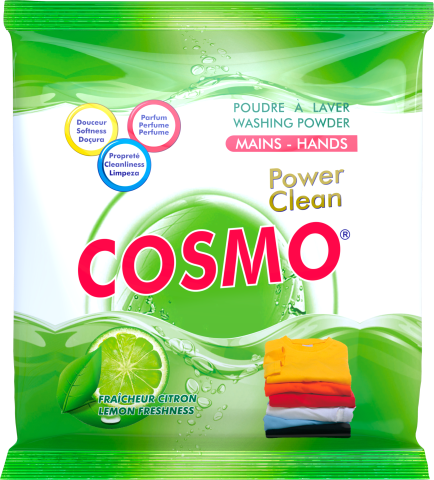 POUDRE À LAVER
WASHING POWDER
MAINS - HANDS
Douceur
Softness
Doçura
Parfum
Perfume
Perfume
Propreté
Cleanliness
Limpeza
Power
Clean
COSMO®
FRAÎCHEUR CITRON
LEMON FRESHNESS